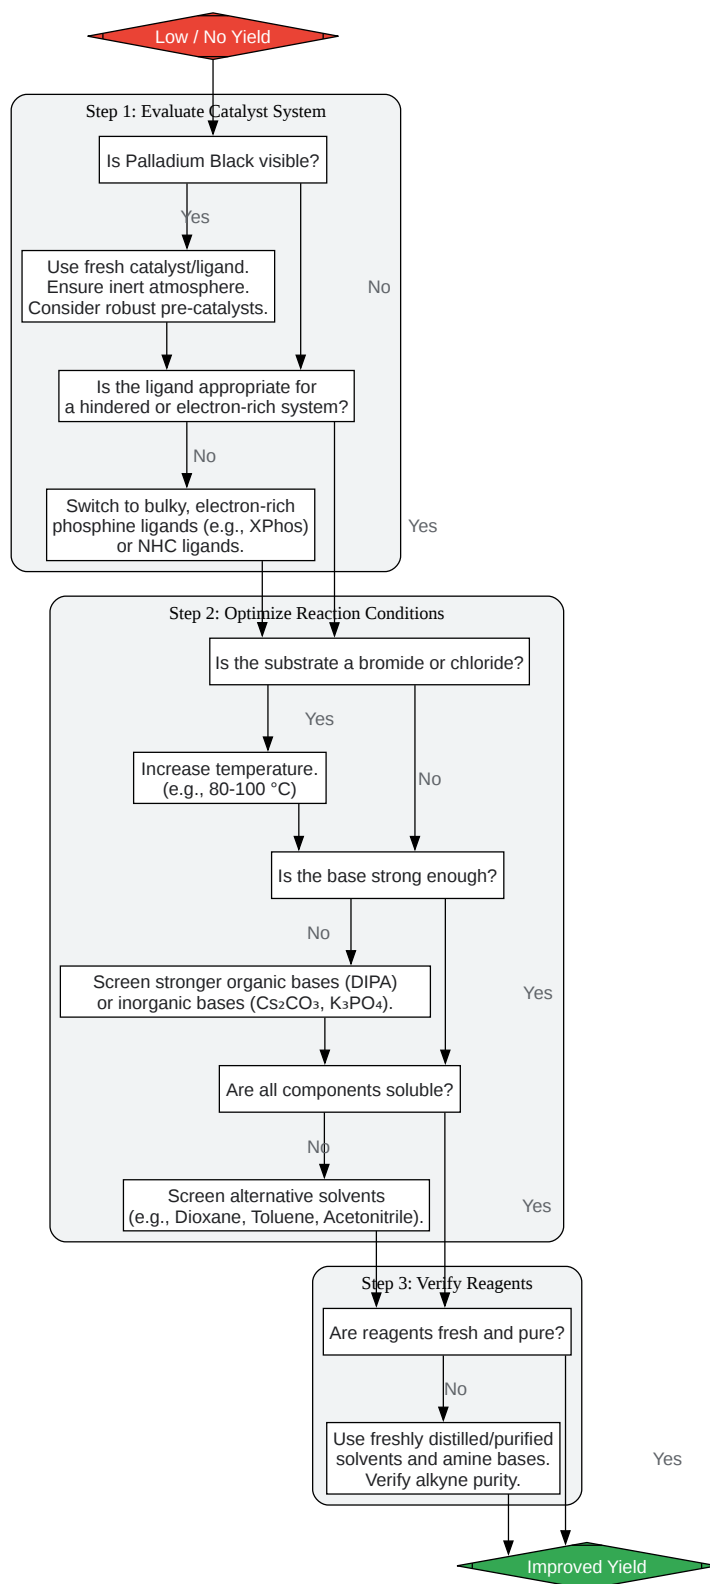 Low / No Yield
Step 1: Evaluate Catalyst System
Is Palladium Black visible?
Yes
Use fresh catalyst/ligand.
Ensure inert atmosphere.
Consider robust pre-catalysts.
No
Is the ligand appropriate for
a hindered or electron-rich system?
No
Switch to bulky, electron-rich
phosphine ligands (e.g., XPhos)
or NHC ligands.
Yes
Step 2: Optimize Reaction Conditions
Is the substrate a bromide or chloride?
Yes
Increase temperature.
(e.g., 80-100 °C)
No
Is the base strong enough?
No
Screen stronger organic bases (DIPA)
or inorganic bases (Cs₂CO₃, K₃PO₄).
Yes
Are all components soluble?
No
Screen alternative solvents
(e.g., Dioxane, Toluene, Acetonitrile).
Yes
Step 3: Verify Reagents
Are reagents fresh and pure?
No
Use freshly distilled/purified
solvents and amine bases.
Verify alkyne purity.
Yes
Improved Yield